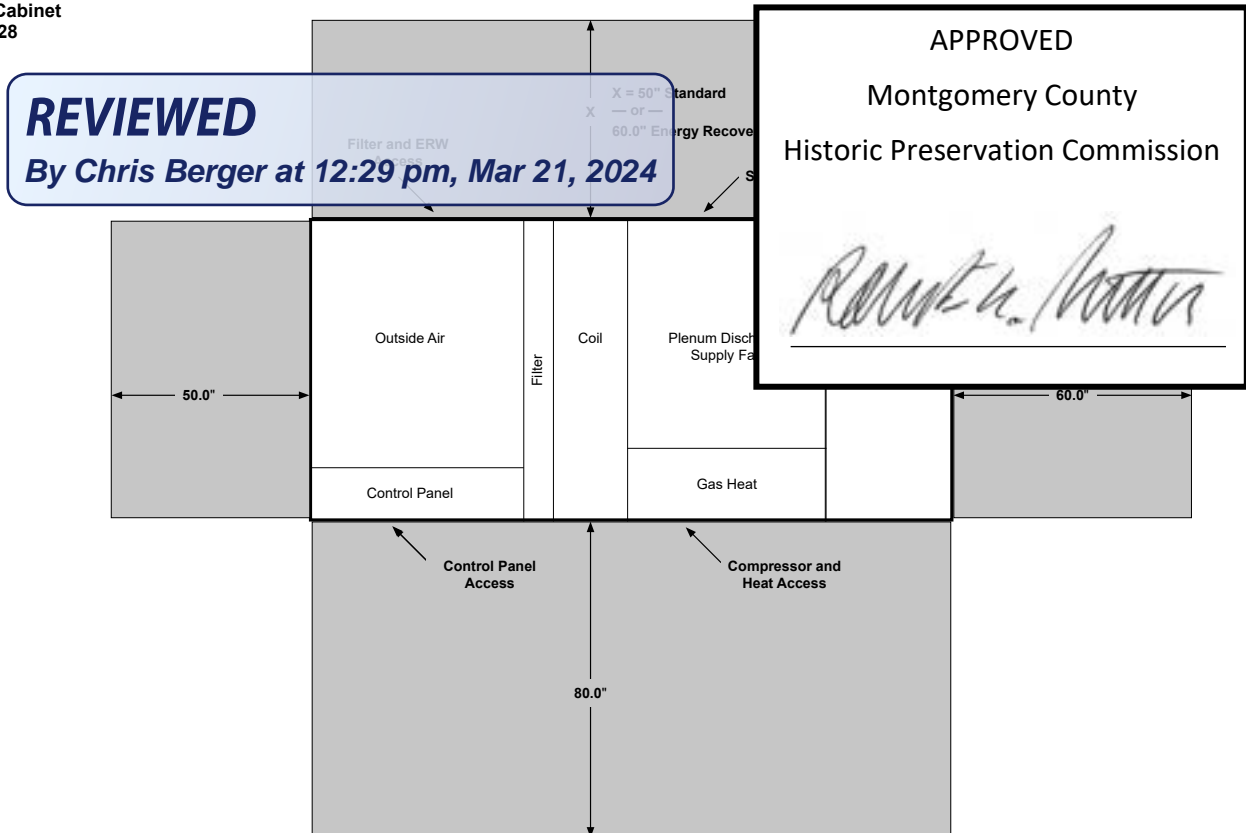 Cabinet
28
APPROVED
Montgomery County
Historic Preservation Commission
REVIEWED
By Chris Berger at 12:29 pm, Mar 21, 2024
X = 50" Standard
X
— or —
60.0" Energy Recove
Filter and ERW
Access
S
Outside Air
Filter
Coil
Plenum Disch
Supply Fa
50.0"
60.0"
Control Panel
Gas Heat
Control Panel
Access
Compressor and
Heat Access
80.0"